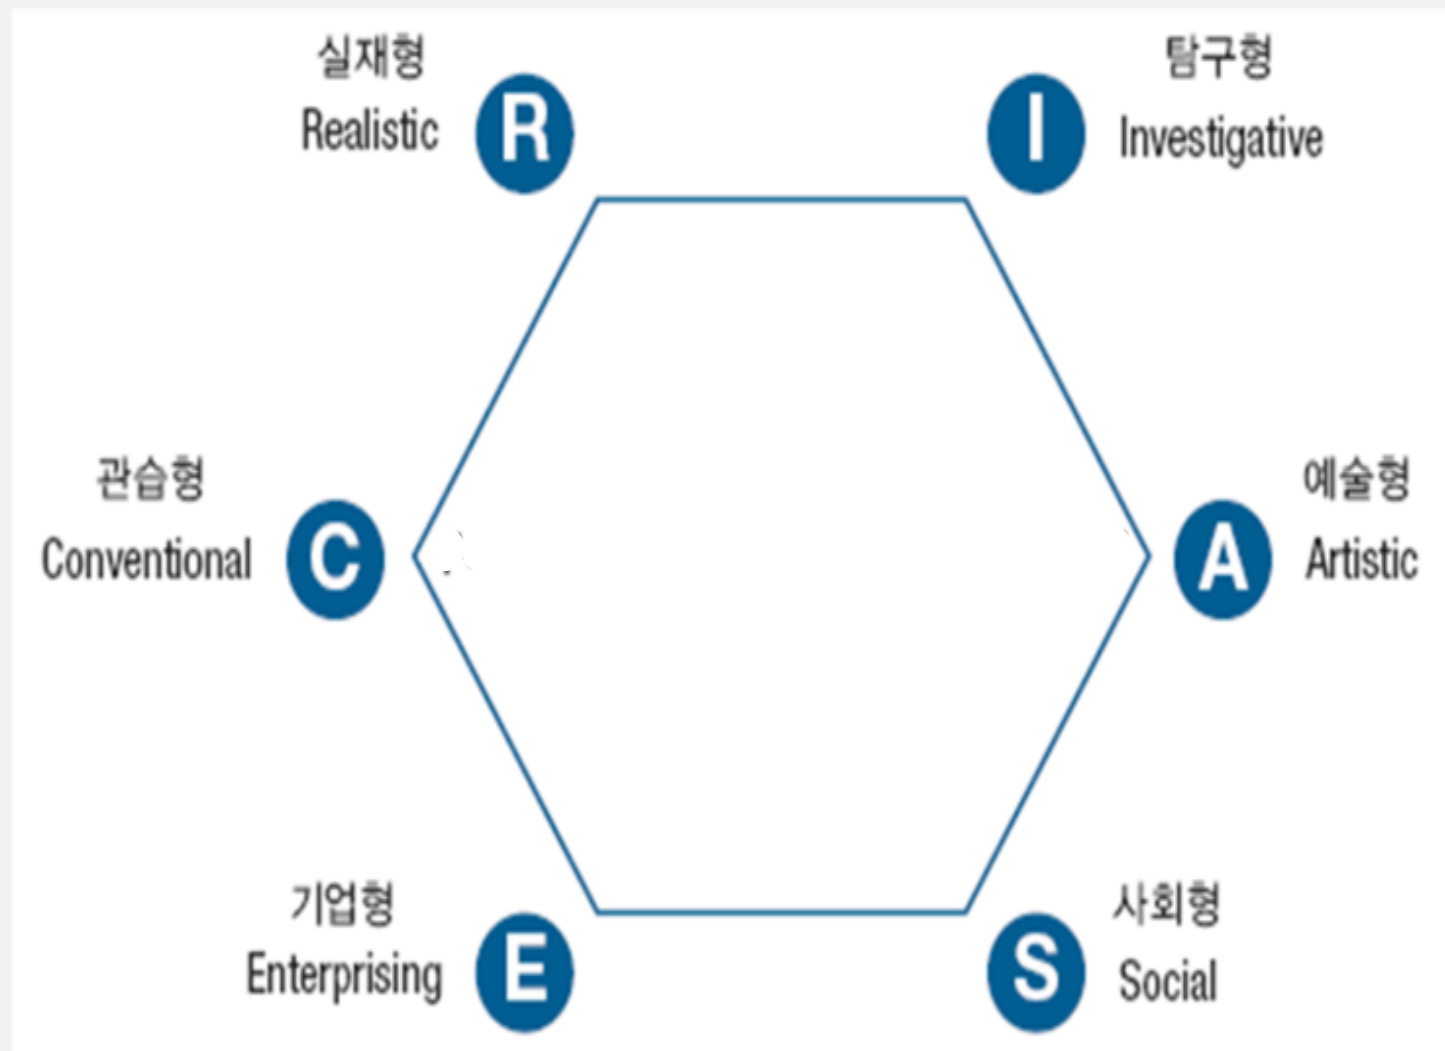 실재형
Realistic
R
탐구형
I
Investigative
관습형
Conventional
C
예술형
A
Artistic
기업형
Enterprising
E
사회형
S
Social